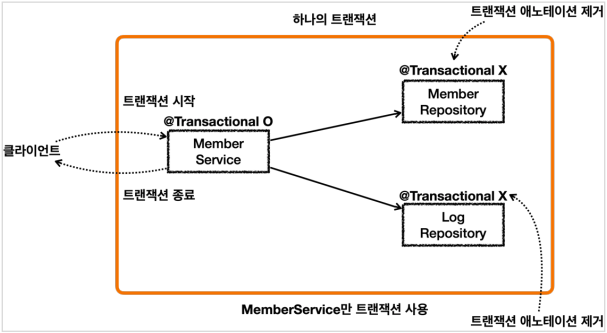 하나의 트랜잭션
트랜잭션 애노테이션 제거
@Transactional X
Member
Repository
트랜잭션 시작
@Transactional O
Member
Service
클라이언트
트랜잭션 종료
@Transactional X
Log
Repository
MemberService만 트랜잭션 사용
트랜잭션 애노테이션 제거